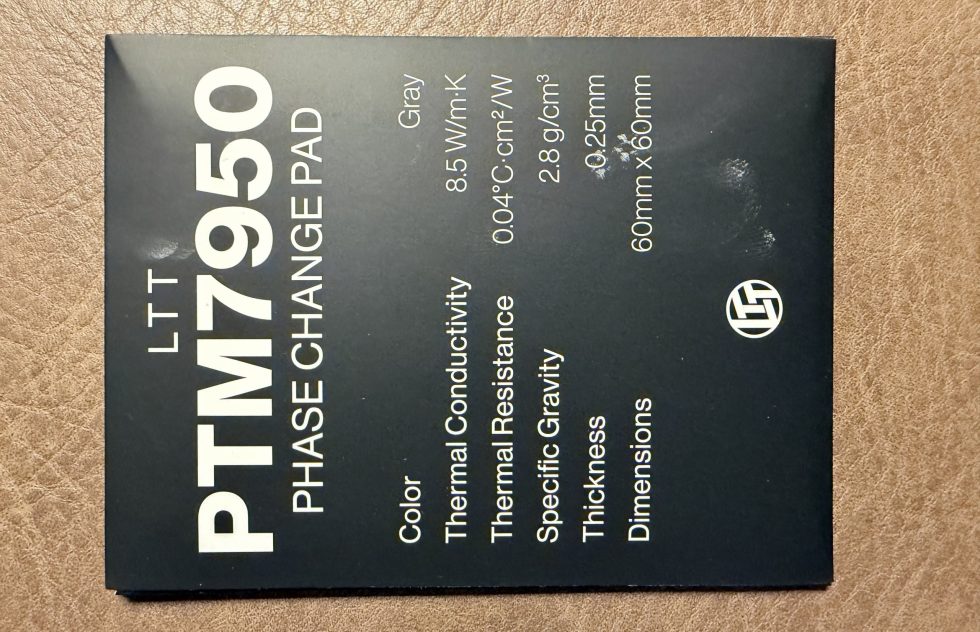 LTT
PTM7950
PHASE CHANGE PAD
Color Gray
Thermal Conductivity 8.5 W/m·K
Thermal Resistance 0.04°C·cm²/W
Specific Gravity 2.8 g/cm³
Thickness 0.25mm
Dimensions 60mm x 60mm
LTT